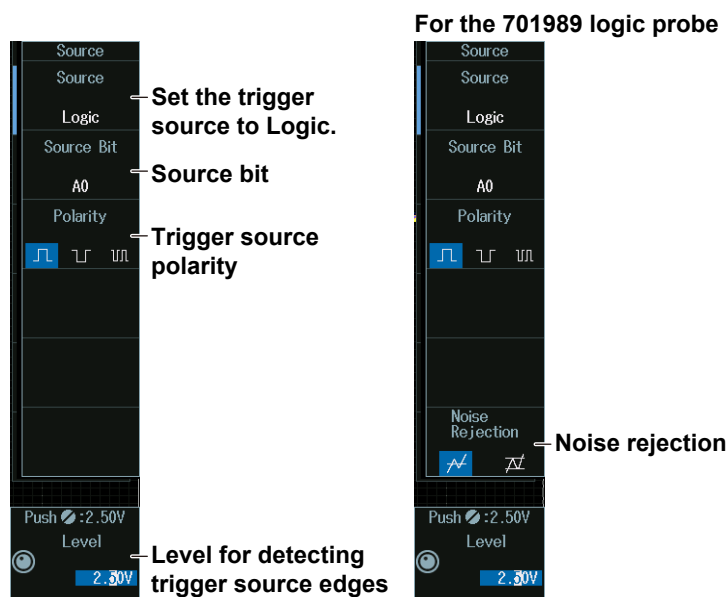 For the 701989 logic probe
Source
Source
Logic
Set the trigger
source to Logic.
Source Bit
A0
Source bit
Polarity
Trigger source
polarity
Push :2.50V
Level
2.50V
Level for detecting
trigger source edges
Source
Source
Logic
Source Bit
A0
Polarity
Noise
Rejection
Noise rejection
Push :2.50V
Level
2.50V